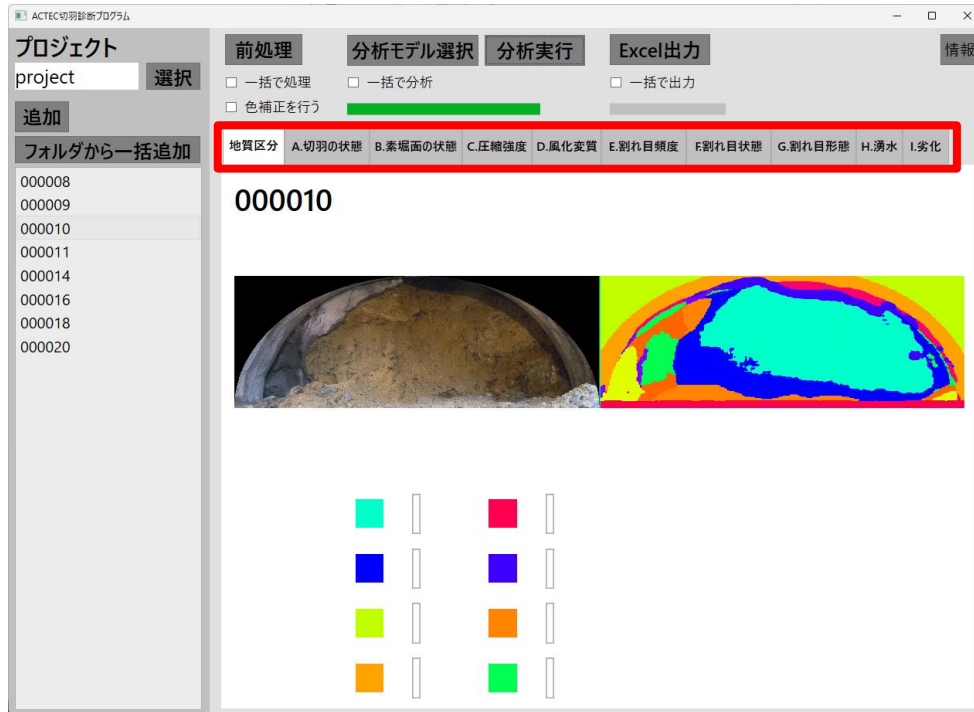 ACTEC切羽診断プログラム
プロジェクト
project 選択
追加
フォルダから一括追加
000008
000009
000010
000011
000014
000016
000018
000020
前処理 分析モデル選択 分析実行 Excel出力 情報
一括で処理 一括で分析 一括で出力
色補正を行う
地質区分 A.切羽の状態 B.素堀面の状態 C.圧縮強度 D.風化変質 E.割れ目頻度 F.割れ目状態 G.割れ目形態 H.湧水 I.劣化
000010